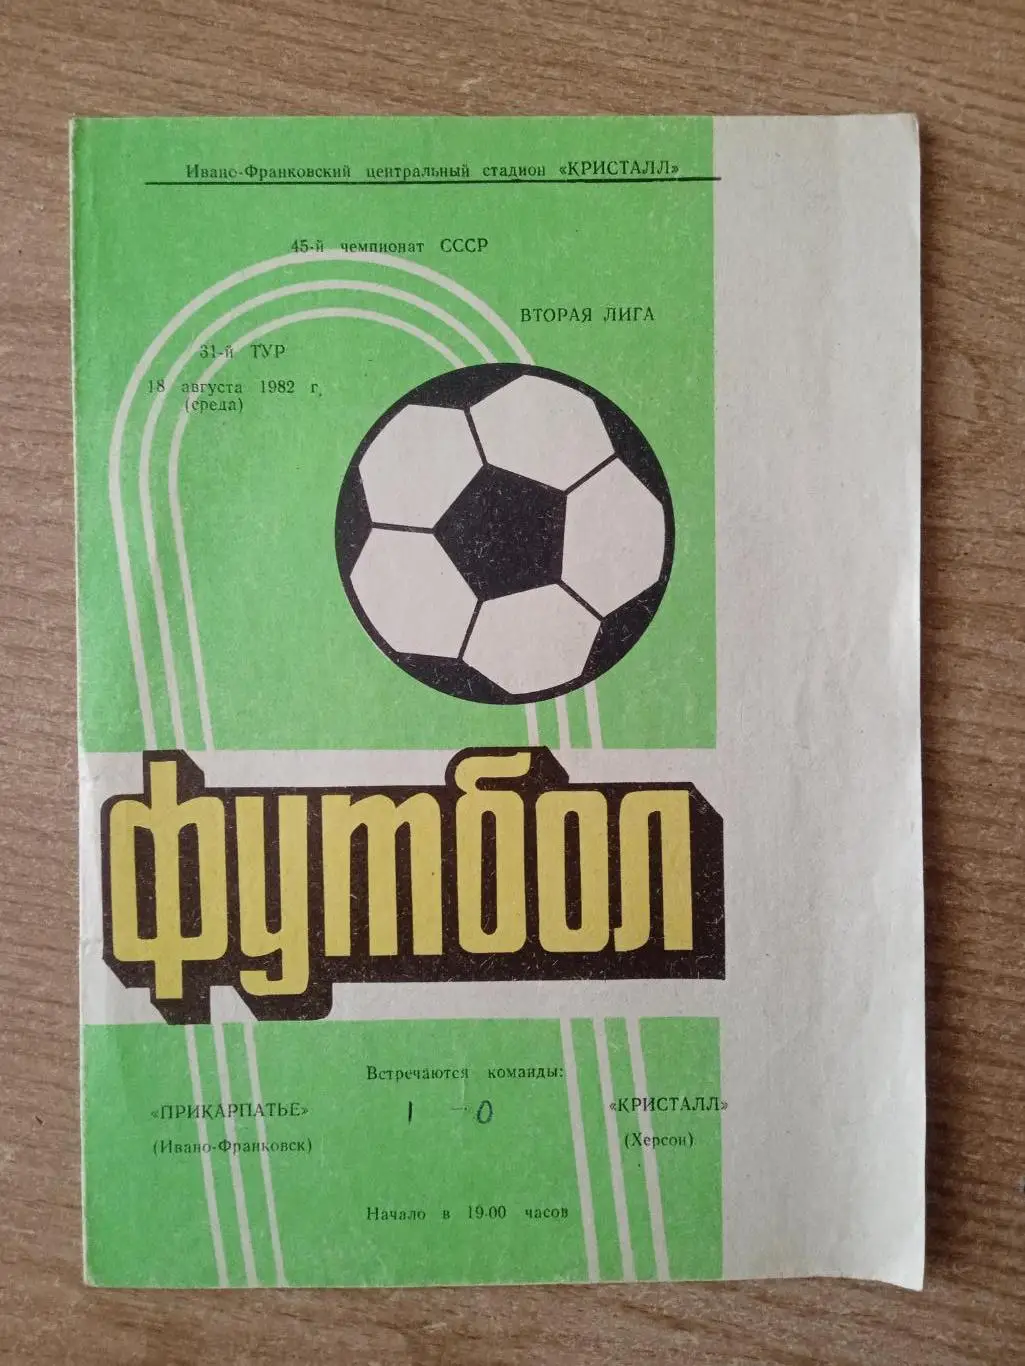 Ивано-Франковский центральный стадион «КРИСТАЛЛ»
45-й чемпионат СССР
ВТОРАЯ ЛИГА
31-й ТУР
18 августа 1982 г.
(среда)
футбол
Встречаются команды:
«ПРИКАРПАТЬЕ» 1-0 «КРИСТАЛЛ»
(Ивано-Франковск) (Херсон)
Начало в 19-00 часов